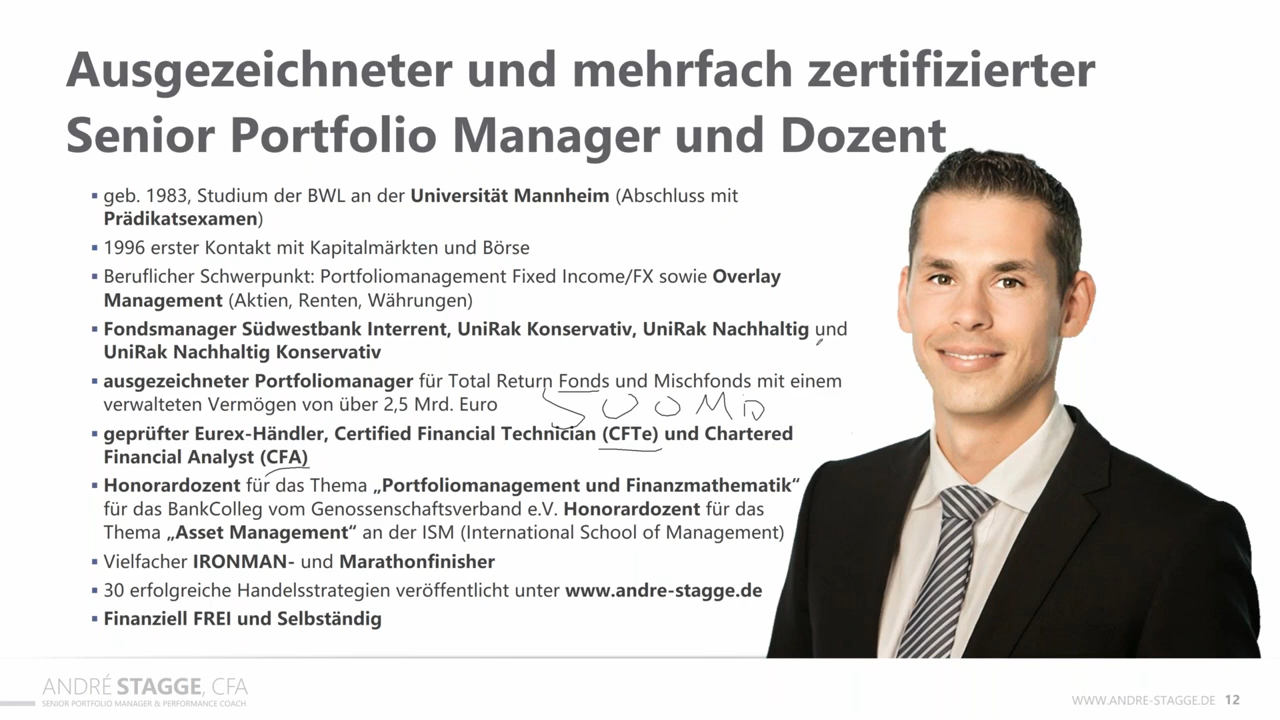 Ausgezeichneter und mehrfach zertifizierter
Senior Portfolio Manager und Dozent
▪ geb. 1983, Studium der BWL an der Universität Mannheim (Abschluss mit
Prädikatsexamen)
▪ 1996 erster Kontakt mit Kapitalmärkten und Börse
▪ Beruflicher Schwerpunkt: Portfoliomanagement Fixed Income/FX sowie Overlay
Management (Aktien, Renten, Währungen)
▪ Fondsmanager Südwestbank Interrent, UniRak Konservativ, UniRak Nachhaltig und
UniRak Nachhaltig Konservativ
▪ ausgezeichneter Portfoliomanager für Total Return Fonds und Mischfonds mit einem
verwalteten Vermögen von über 2,5 Mrd. Euro
500 Mio
▪ geprüfter Eurex-Händler, Certified Financial Technician (CFTe) und Chartered
Financial Analyst (CFA)
▪ Honorardozent für das Thema „Portfoliomanagement und Finanzmathematik“
für das BankColleg vom Genossenschaftsverband e.V. Honorardozent für das
Thema „Asset Management“ an der ISM (International School of Management)
▪ Vielfacher IRONMAN- und Marathonfinisher
▪ 30 erfolgreiche Handelsstrategien veröffentlicht unter www.andre-stagge.de
▪ Finanziell FREI und Selbständig
ANDRÉ STAGGE, CFA
SENIOR PORTFOLIO MANAGER & PERFORMANCE COACH
WWW.ANDRE-STAGGE.DE 12